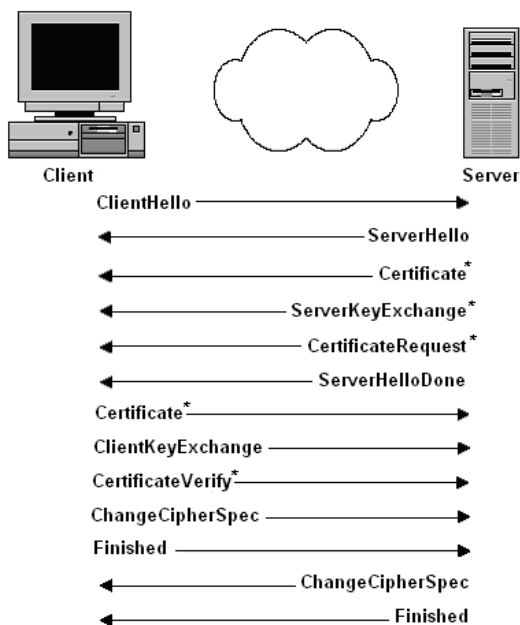 Client
Server
ClientHello
ServerHello
Certificate*
ServerKeyExchange*
CertificateRequest*
ServerHelloDone
Certificate*
ClientKeyExchange
CertificateVerify*
ChangeCipherSpec
Finished
ChangeCipherSpec
Finished